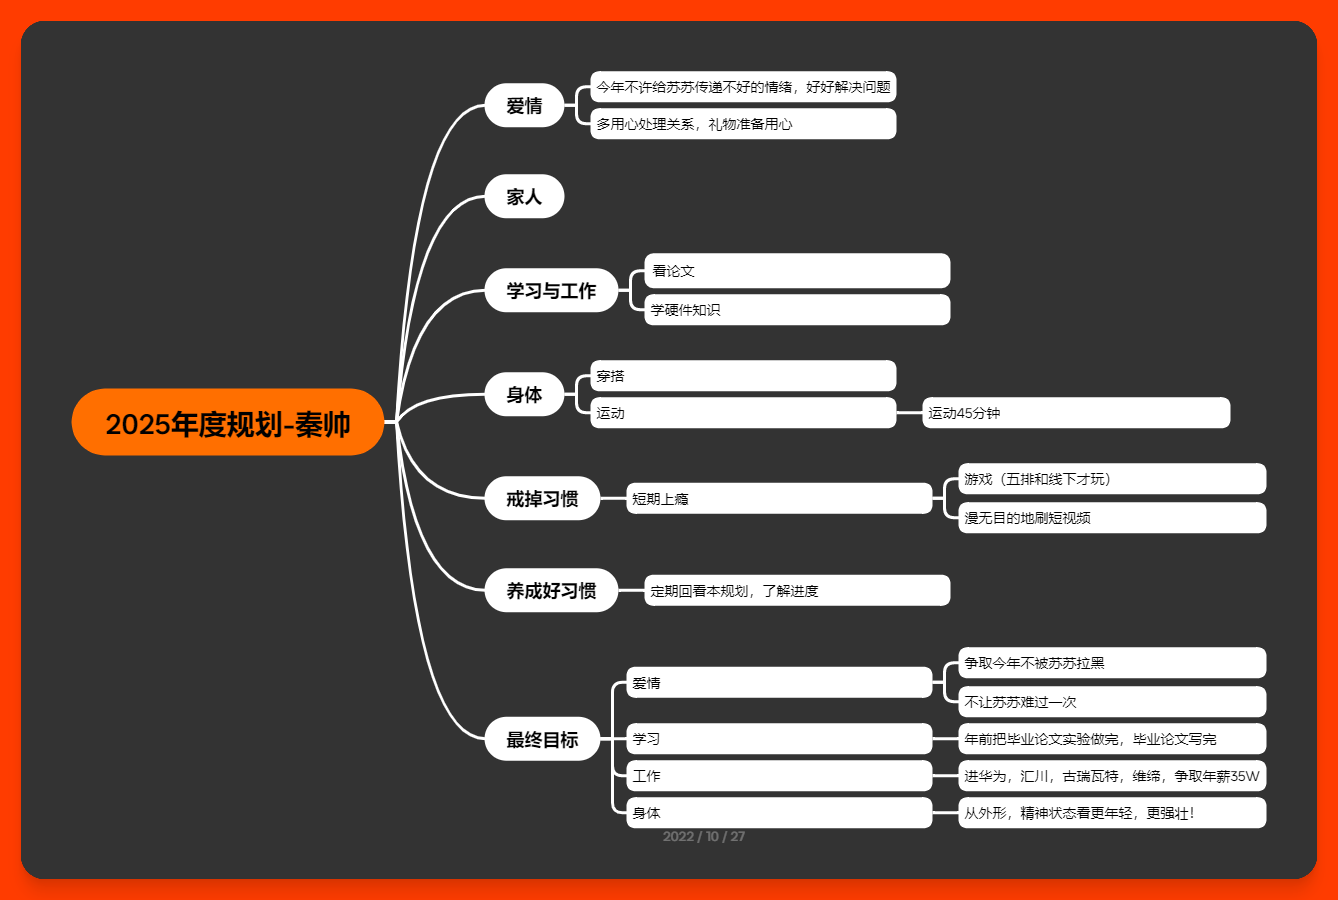 2025年度规划-秦帅
爱情
今年不许给苏苏传递不好的情绪，好好解决问题
多用心处理关系，礼物准备用心
家人
学习与工作
看论文
学硬件知识
身体
穿搭
运动
运动45分钟
戒掉习惯
短期上瘾
游戏（五排和线下才玩）
漫无目的地刷短视频
养成好习惯
定期回看本规划，了解进度
最终目标
爱情
争取今年不被苏苏拉黑
不让苏苏难过一次
学习
年前把毕业论文实验做完，毕业论文写完
工作
进华为，汇川，古瑞瓦特，维缔，争取年薪35W
身体
从外形，精神状态看更年轻，更强壮！
2022 / 10 / 27